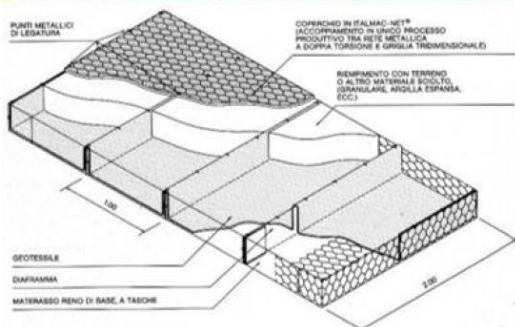 PUNTI METALLICI
DI LEGATURA
COPERCHIO IN ITALMAC-NET®
(ACCOPPIAMENTO IN UNICO PROCESSO
PRODUTTIVO TRA RETE METALLICA
A DOPPIA TORSIONE E GRIGLIA TRIDIMENSIONALE)
RIEMPIMENTO CON TERRENO
O ALTRO MATERIALE SCIOLTO,
(GRANULARE, ARGILLA ESPANSA,
ECC.)
1.00
GEOTESSILE
DIAFRAMMA
MATERASSO RENO DI BASE, A TASCHE
2.00